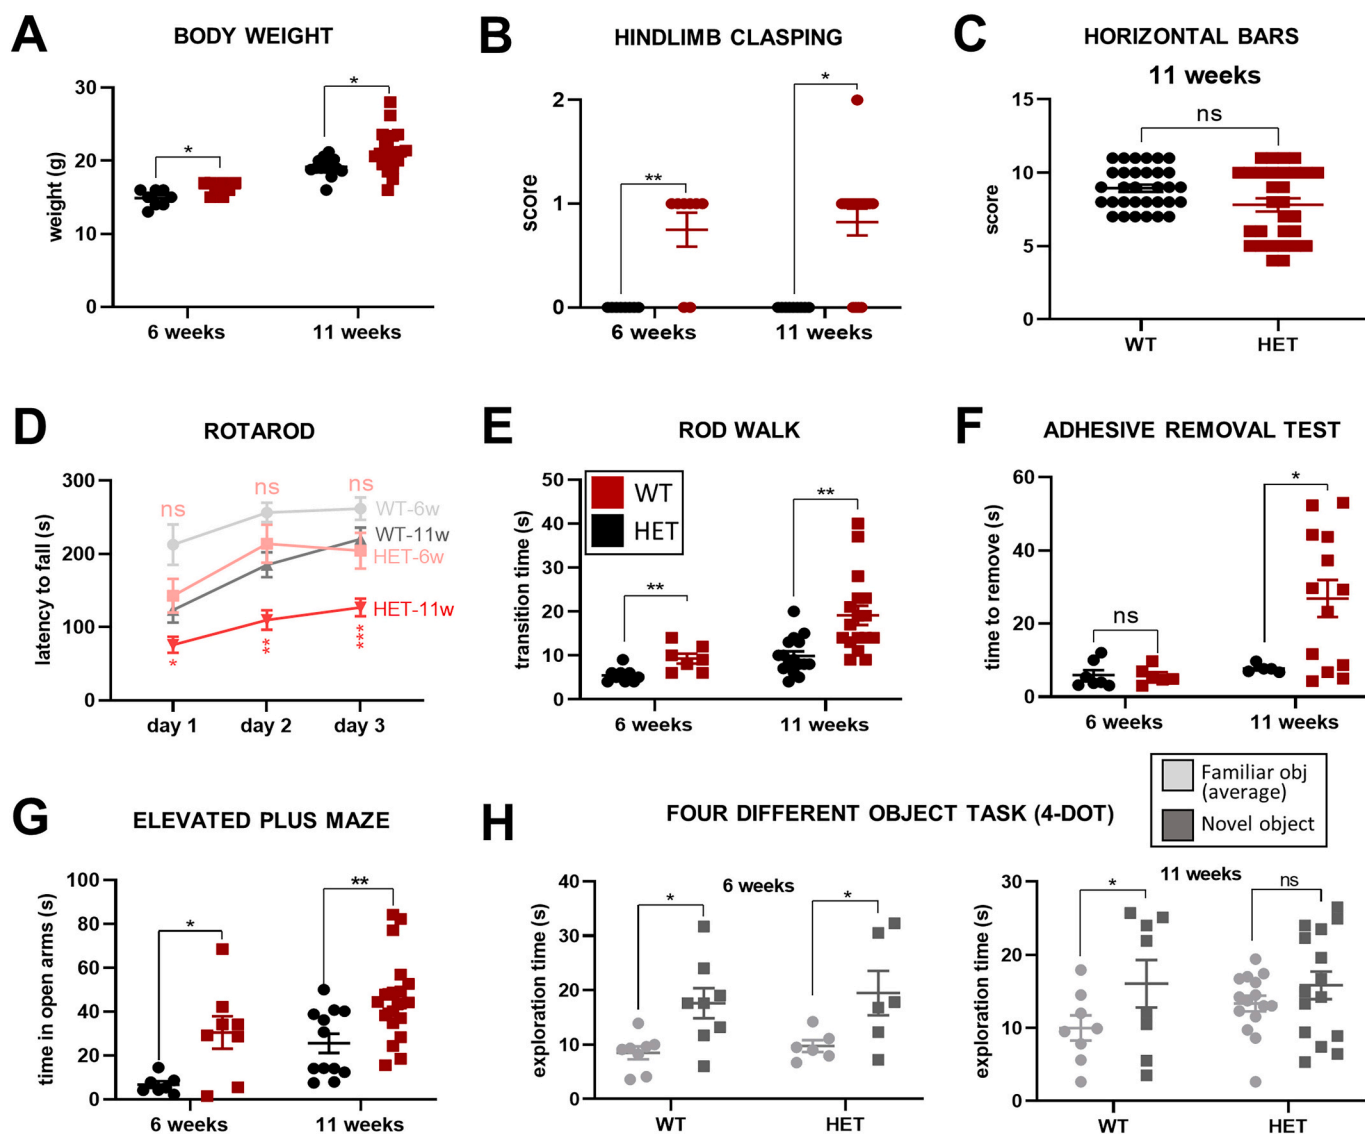 A
BODY WEIGHT
weight (g)
30
20
10
0
*
*
6 weeks
11 weeks
B
HINDLIMB CLASPING
score
2
1
0
**
*
6 weeks
11 weeks
C
HORIZONTAL BARS
11 weeks
score
15
10
5
0
ns
WT
HET
D
ROTAROD
latency to fall (s)
300
200
100
0
ns
ns
ns
WT-6w
WT-11w
HET-6w
HET-11w
*
**
***
day 1
day 2
day 3
E
ROD WALK
transition time (s)
50
40
30
20
10
0
WT
HET
**
**
6 weeks
11 weeks
F
ADHESIVE REMOVAL TEST
time to remove (s)
60
40
20
0
ns
*
6 weeks
11 weeks
G
ELEVATED PLUS MAZE
time in open arms (s)
100
80
60
40
20
0
*
**
6 weeks
11 weeks
H
FOUR DIFFERENT OBJECT TASK (4-DOT)
Familiar obj
(average)
Novel object
exploration time (s)
40
30
20
10
0
6 weeks
*
*
WT
HET
exploration time (s)
30
25
20
15
10
5
0
11 weeks
*
ns
WT
HET